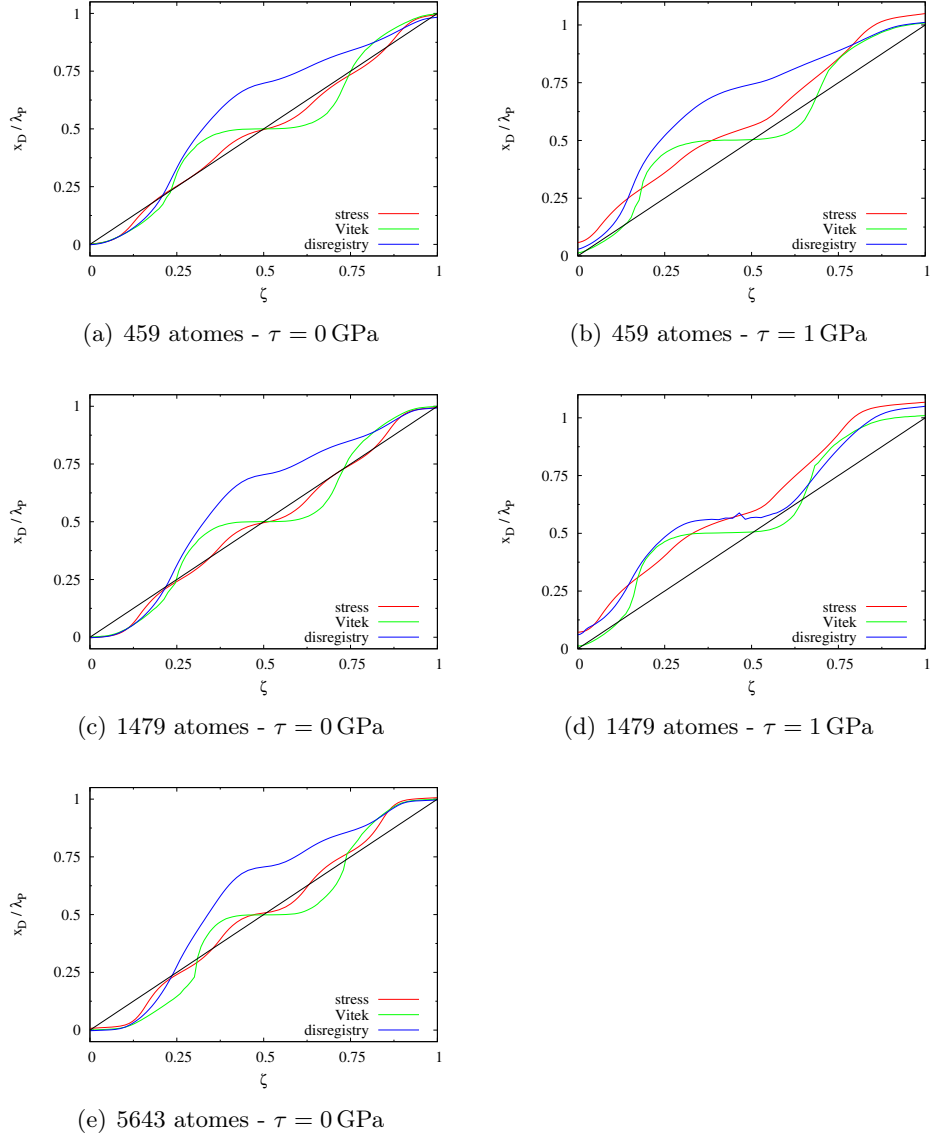 1
0.75
0.5
0.25
0
x_D / λ_P
stress
Vitek
disregistry
0 0.25 0.5 0.75 1
ζ
(a) 459 atomes - τ = 0 GPa
1
0.75
0.5
0.25
0
x_D / λ_P
stress
Vitek
disregistry
0 0.25 0.5 0.75 1
ζ
(b) 459 atomes - τ = 1 GPa
1
0.75
0.5
0.25
0
x_D / λ_P
stress
Vitek
disregistry
0 0.25 0.5 0.75 1
ζ
(c) 1479 atomes - τ = 0 GPa
1
0.75
0.5
0.25
0
x_D / λ_P
stress
Vitek
disregistry
0 0.25 0.5 0.75 1
ζ
(d) 1479 atomes - τ = 1 GPa
1
0.75
0.5
0.25
0
x_D / λ_P
stress
Vitek
disregistry
0 0.25 0.5 0.75 1
ζ
(e) 5643 atomes - τ = 0 GPa